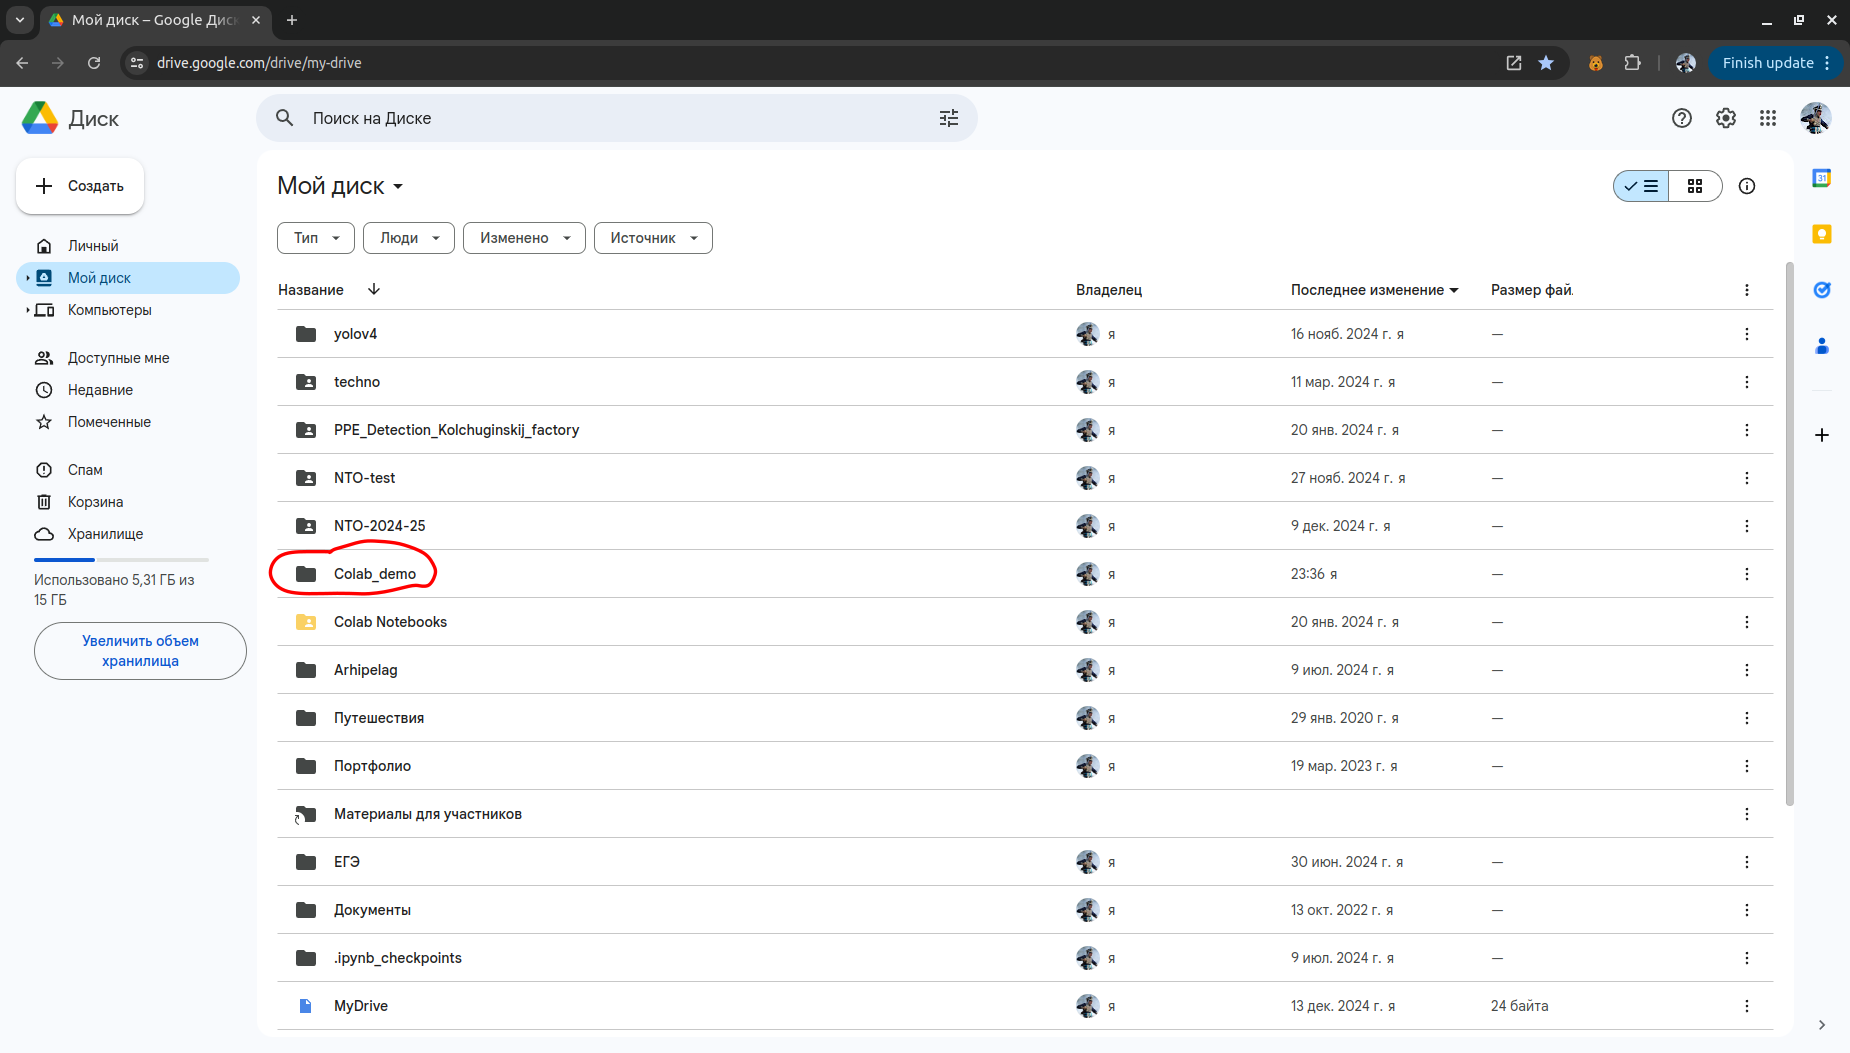 Мой диск – Google Диск
drive.google.com/drive/my-drive
Finish update
Диск
Поиск на Диске
Создать
Личный
Мой диск
Компьютеры
Доступные мне
Недавние
Помеченные
Спам
Корзина
Хранилище
Использовано 5,31 ГБ из
15 ГБ
Увеличить объем
хранилища
Мой диск
Тип Люди Изменено Источник
Название Владелец Последнее изменение Размер фай.
yolov4 я 16 нояб. 2024 г. я —
techno я 11 мар. 2024 г. я —
PPE_Detection_Kolchuginskij_factory я 20 янв. 2024 г. я —
NTO-test я 27 нояб. 2024 г. я —
NTO-2024-25 я 9 дек. 2024 г. я —
Colab_demo я 23:36 я —
Colab Notebooks я 20 янв. 2024 г. я —
Arhipelag я 9 июл. 2024 г. я —
Путешествия я 29 янв. 2020 г. я —
Портфолио я 19 мар. 2023 г. я —
Материалы для участников
ЕГЭ я 30 июн. 2024 г. я —
Документы я 13 окт. 2022 г. я —
.ipynb_checkpoints я 9 июл. 2024 г. я —
MyDrive я 13 дек. 2024 г. я 24 байта
31